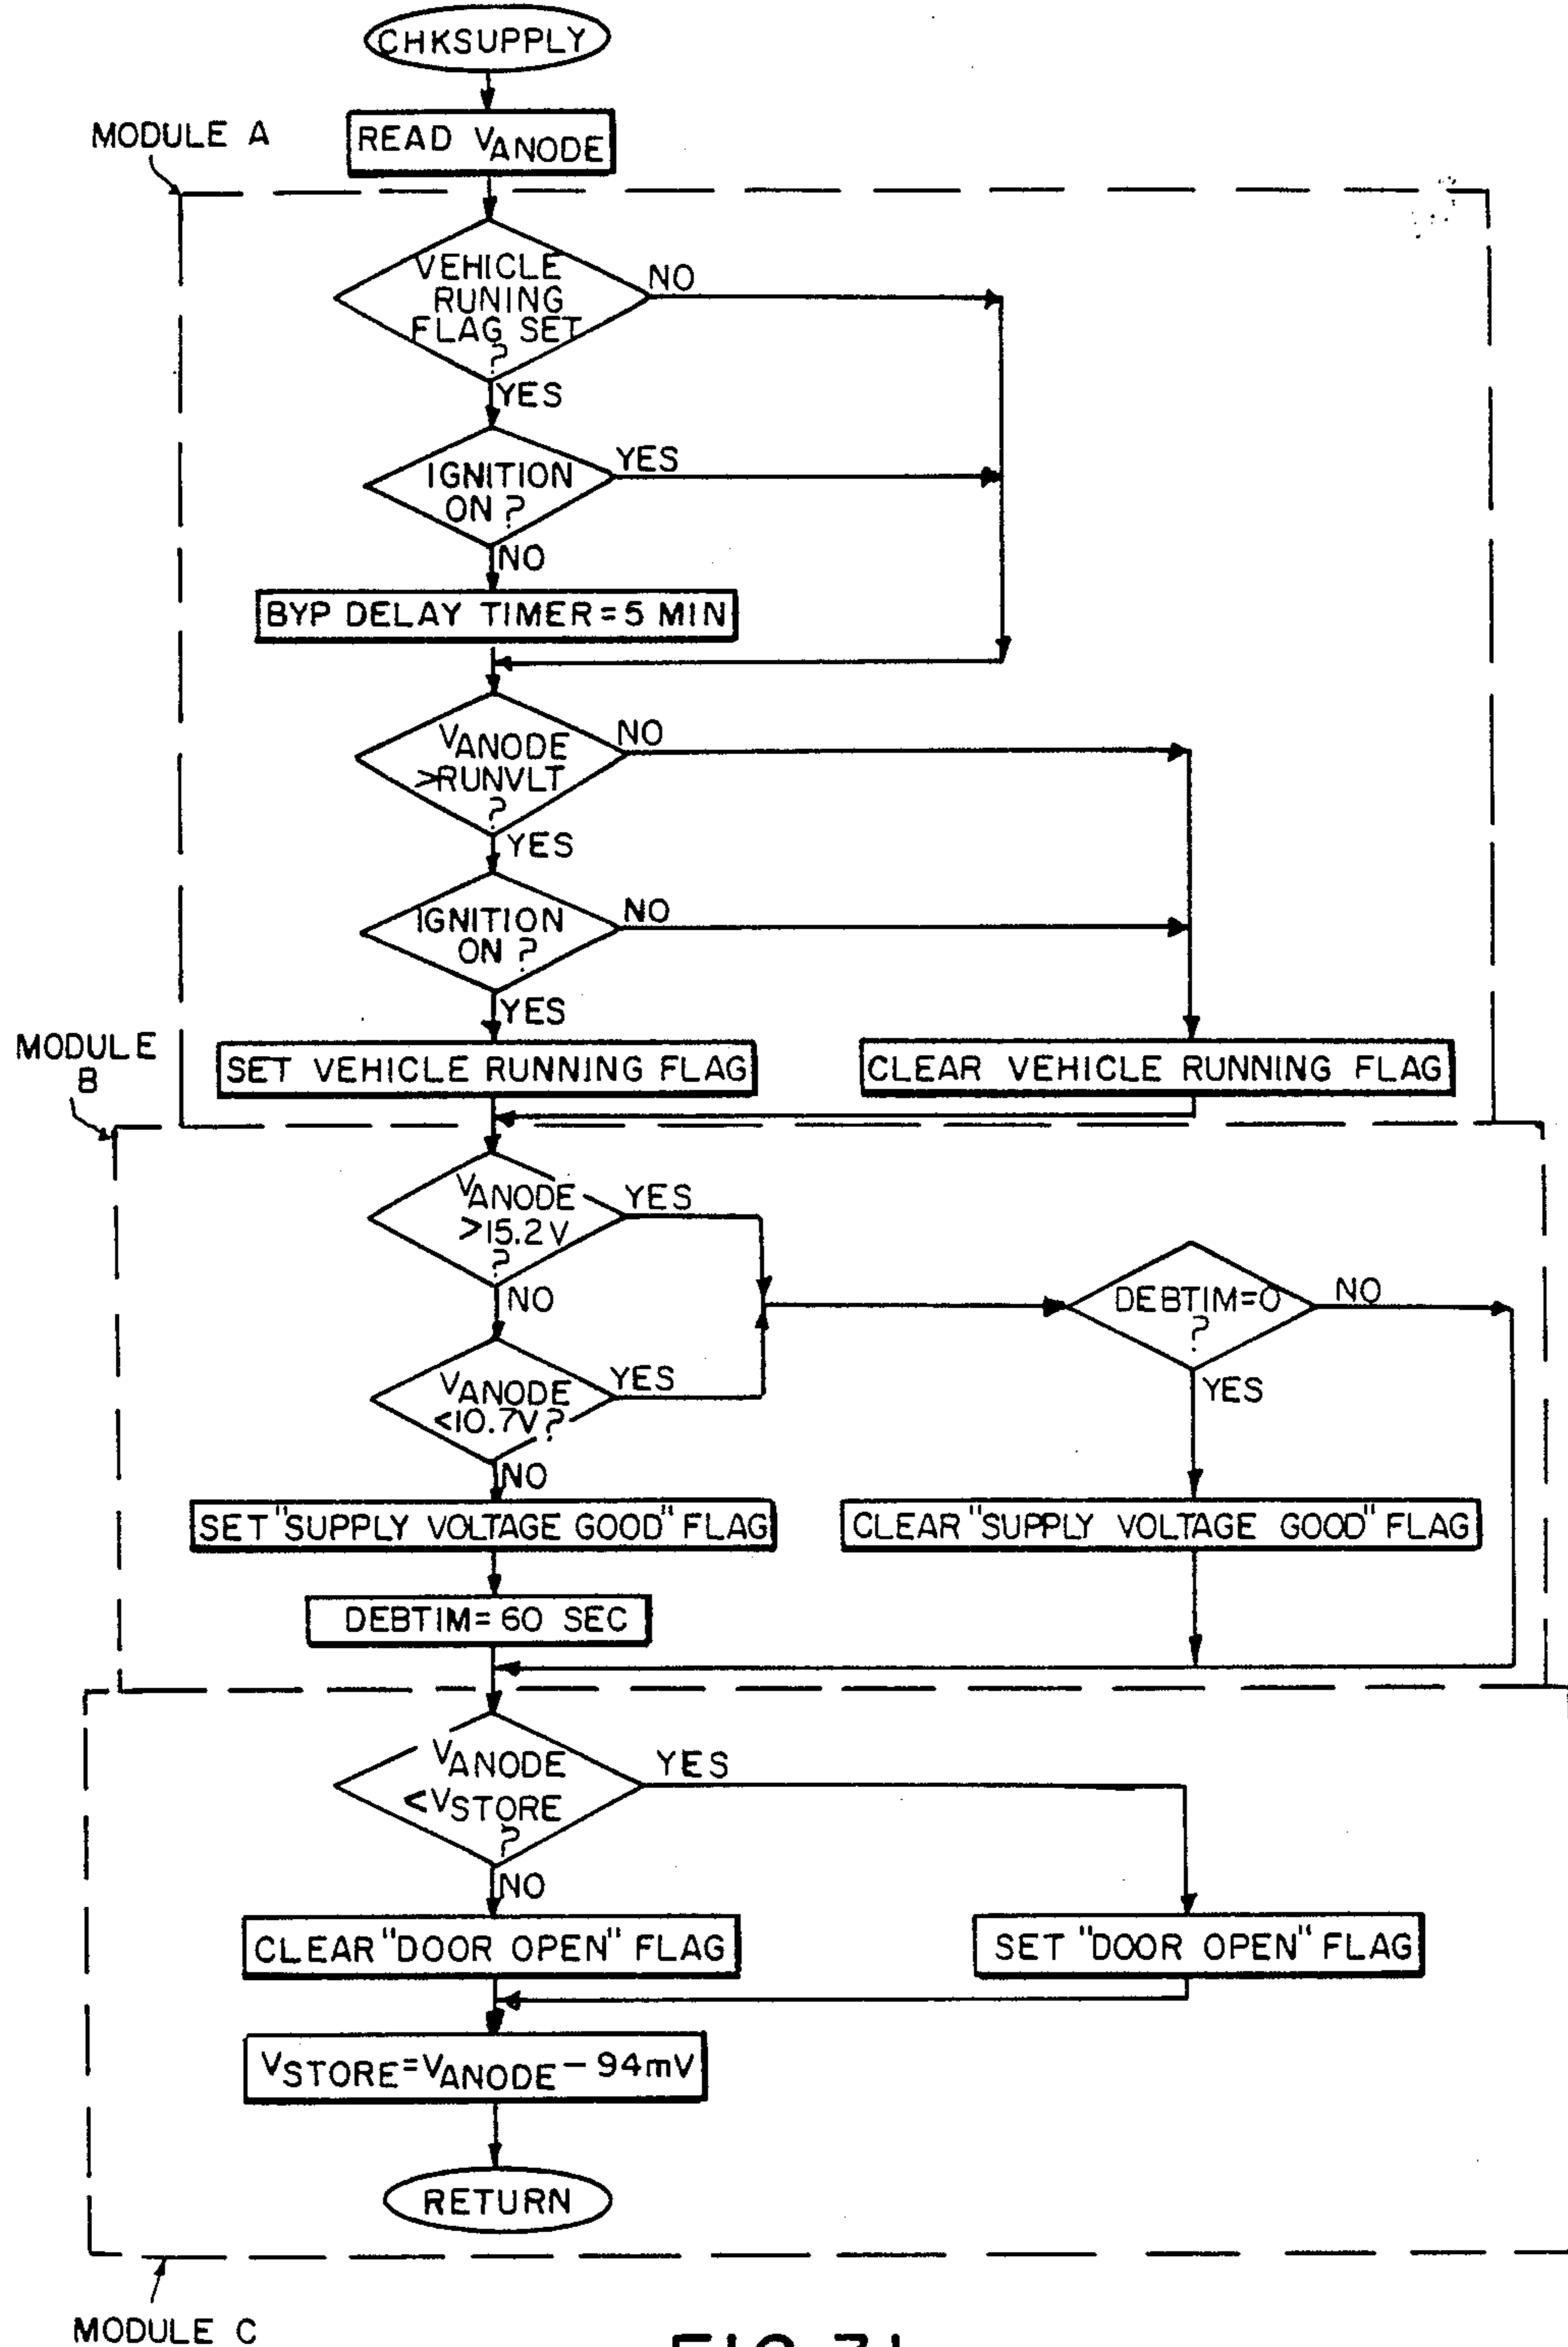 CHKSUPPLY
MODULE A
READ VANODE
VEHICLE
RUNING
FLAG SET
?
NO
YES
IGNITION
ON ?
YES
NO
BYP DELAY TIMER = 5 MIN
VANODE
>RUNVLT
?
NO
YES
IGNITION
ON ?
NO
YES
MODULE
B
SET VEHICLE RUNNING FLAG
CLEAR VEHICLE RUNNING FLAG
VANODE
>15.2V
?
YES
NO
DEBTIM=0
?
NO
YES
VANODE
<10.7V?
YES
NO
SET "SUPPLY VOLTAGE GOOD" FLAG
CLEAR "SUPPLY VOLTAGE GOOD" FLAG
DEBTIM= 60 SEC
VANODE
<VSTORE
?
YES
NO
CLEAR "DOOR OPEN" FLAG
SET "DOOR OPEN" FLAG
VSTORE=VANODE - 94mV
RETURN
MODULE C